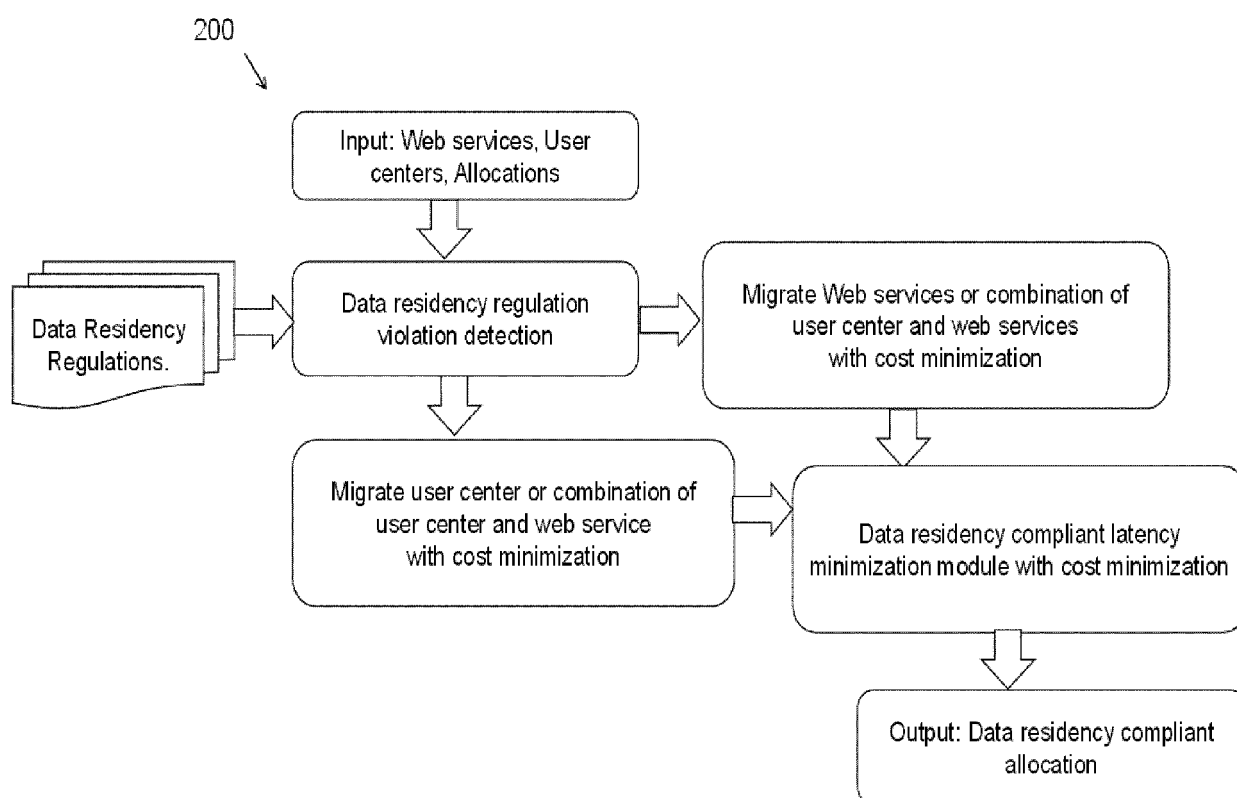 200
Input: Web services, User
centers, Allocations
Data Residency
Regulations.
Data residency regulation
violation detection
Migrate Web services or combination of
user center and web services
with cost minimization
Migrate user center or combination of
user center and web service
with cost minimization
Data residency compliant latency
minimization module with cost minimization
Output: Data residency compliant
allocation